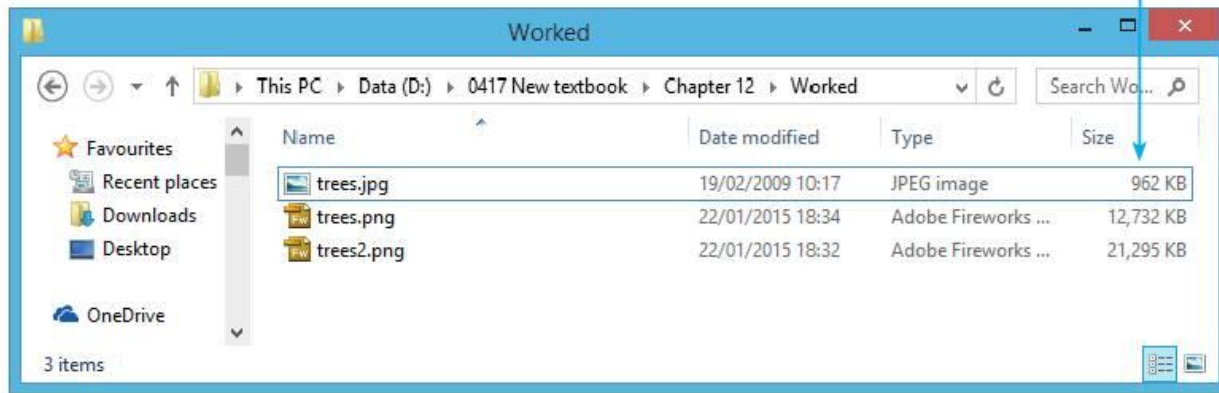 Worked
This PC Data (D:) 0417 New textbook Chapter 12 Worked Search Wo...
Favourites Name Date modified Type Size
Recent places trees.jpg 19/02/2009 10:17 JPEG image 962 KB
Downloads trees.png 22/01/2015 18:34 Adobe Fireworks ... 12,732 KB
Desktop trees2.png 22/01/2015 18:32 Adobe Fireworks ... 21,295 KB
OneDrive
3 items